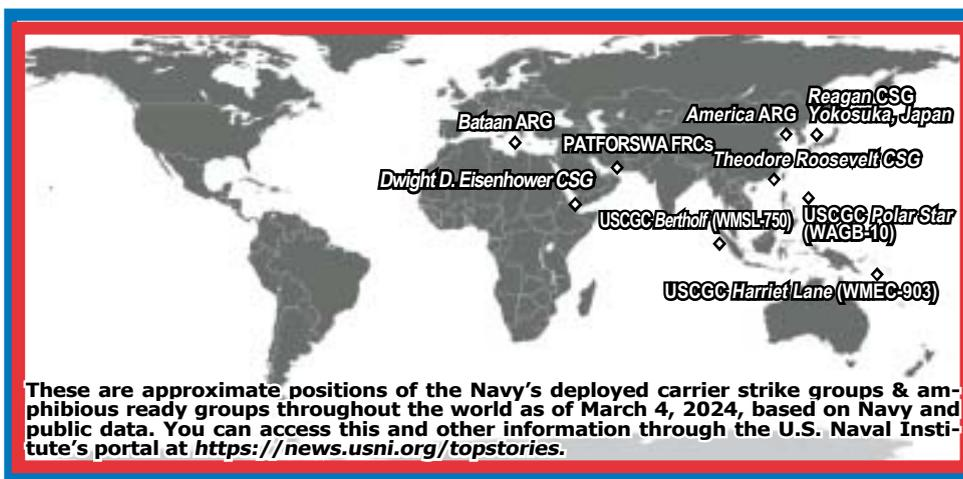 Reagan CSG
Yokosuka, Japan
America ARG
Bataan ARG
PATFORSWA FRCs
Theodore Roosevelt CSG
Dwight D. Eisenhower CSG
USCGC Bertholf (WMSL-750)
USCGC Polar Star
(WAGB-10)
USCGC Harriet Lane (WMEC-903)
These are approximate positions of the Navy’s deployed carrier strike groups & am-
phibious ready groups throughout the world as of March 4, 2024, based on Navy and
public data. You can access this and other information through the U.S. Naval Insti-
tute’s portal at https://news.usni.org/topstories.